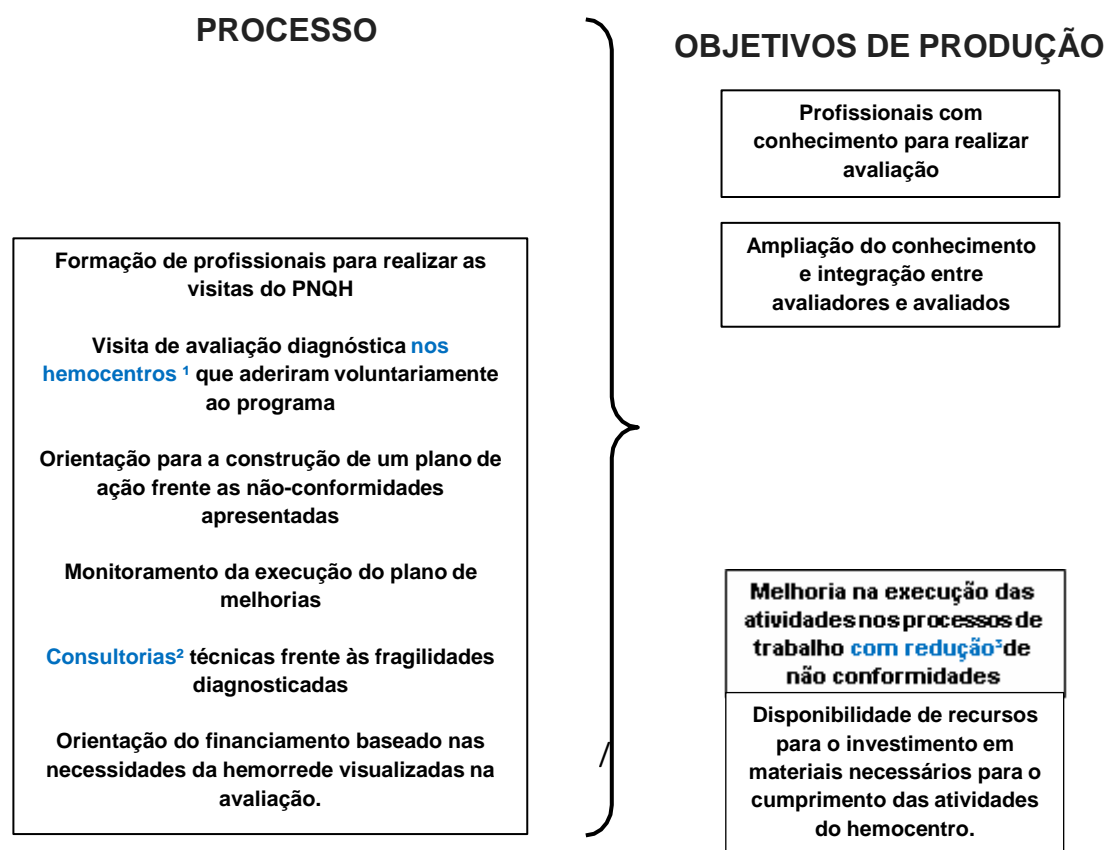 PROCESSO
Formação de profissionais para realizar as
visitas do PNQH
Visita de avaliação diagnóstica nos
hemocentros ¹ que aderiram voluntariamente
ao programa
Orientação para a construção de um plano de
ação frente as não-conformidades
apresentadas
Monitoramento da execução do plano de
melhorias
Consultorias² técnicas frente às fragilidades
diagnosticadas
Orientação do financiamento baseado nas
necessidades da hemorrede visualizadas na
avaliação.
/
OBJETIVOS DE PRODUÇÃO
Profissionais com
conhecimento para realizar
avaliação
Ampliação do conhecimento
e integração entre
avaliadores e avaliados
Melhoria na execução das
atividades nos processos de
trabalho com redução³de
não conformidades
Disponibilidade de recursos
para o investimento em
materiais necessários para o
cumprimento das atividades
do hemocentro.